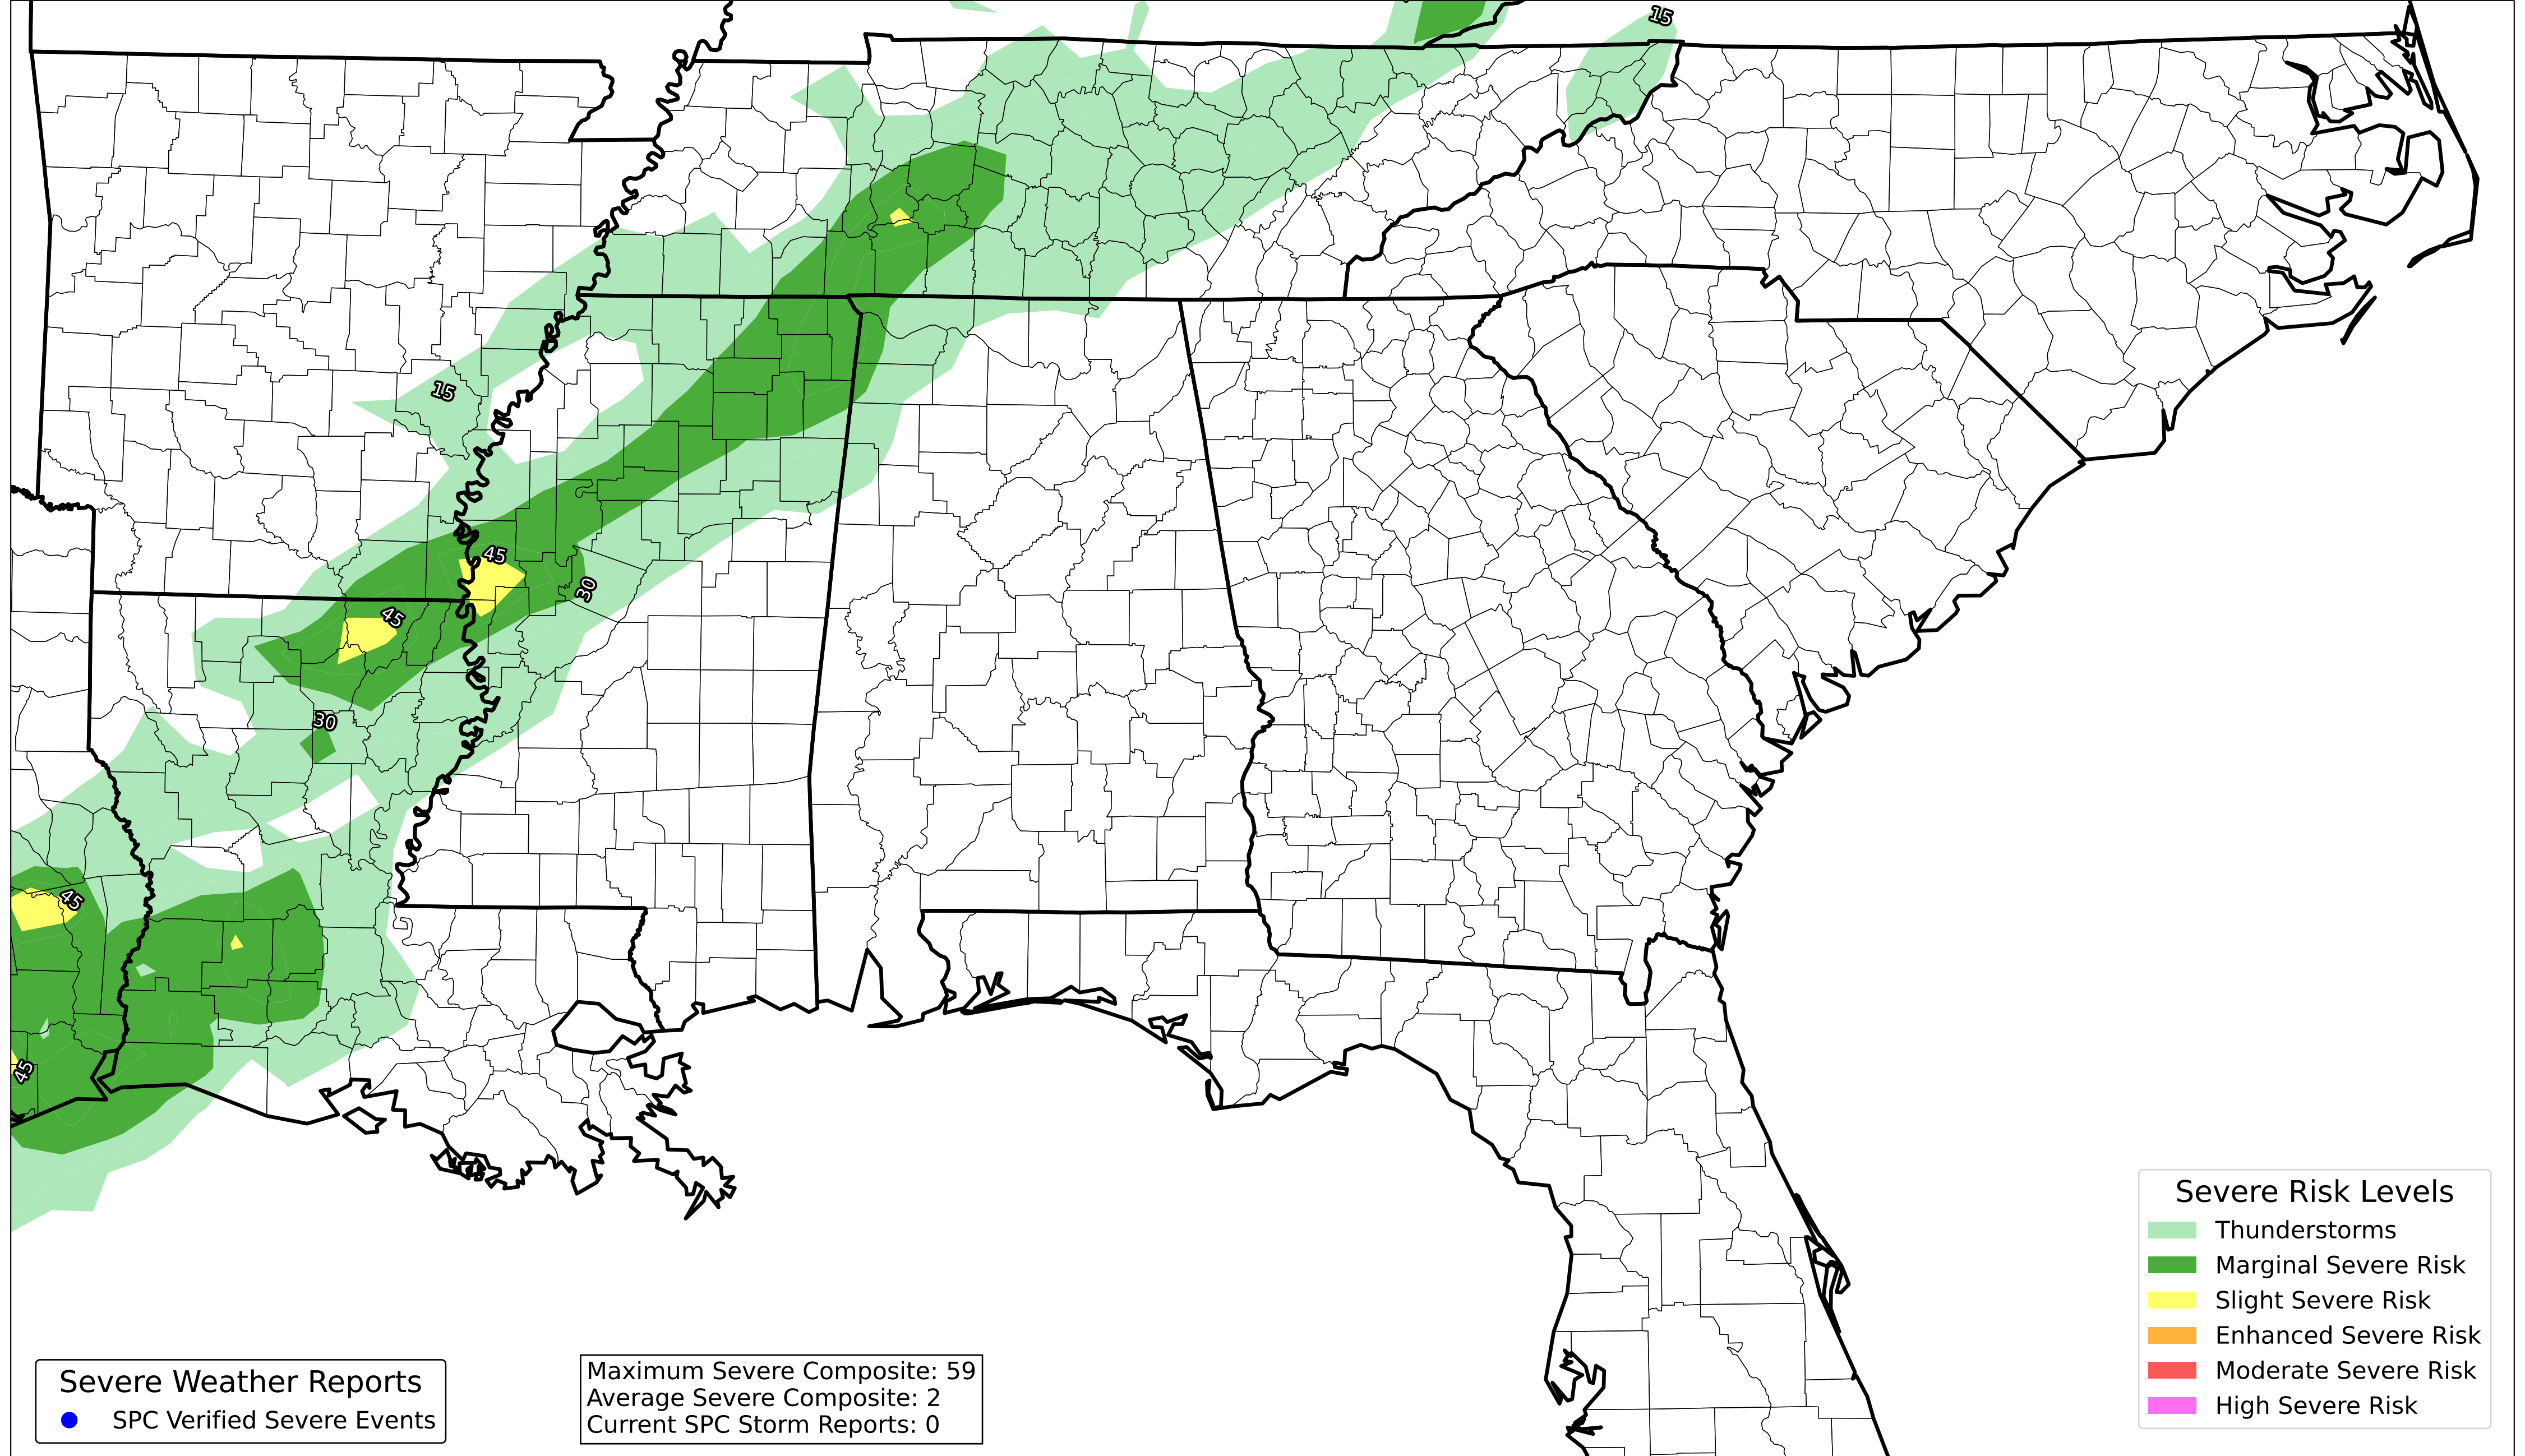 15
15
45
30
45
30
45
45
Severe Risk Levels
Thunderstorms
Marginal Severe Risk
Slight Severe Risk
Enhanced Severe Risk
Moderate Severe Risk
High Severe Risk
Severe Weather Reports
SPC Verified Severe Events
Maximum Severe Composite: 59
Average Severe Composite: 2
Current SPC Storm Reports: 0